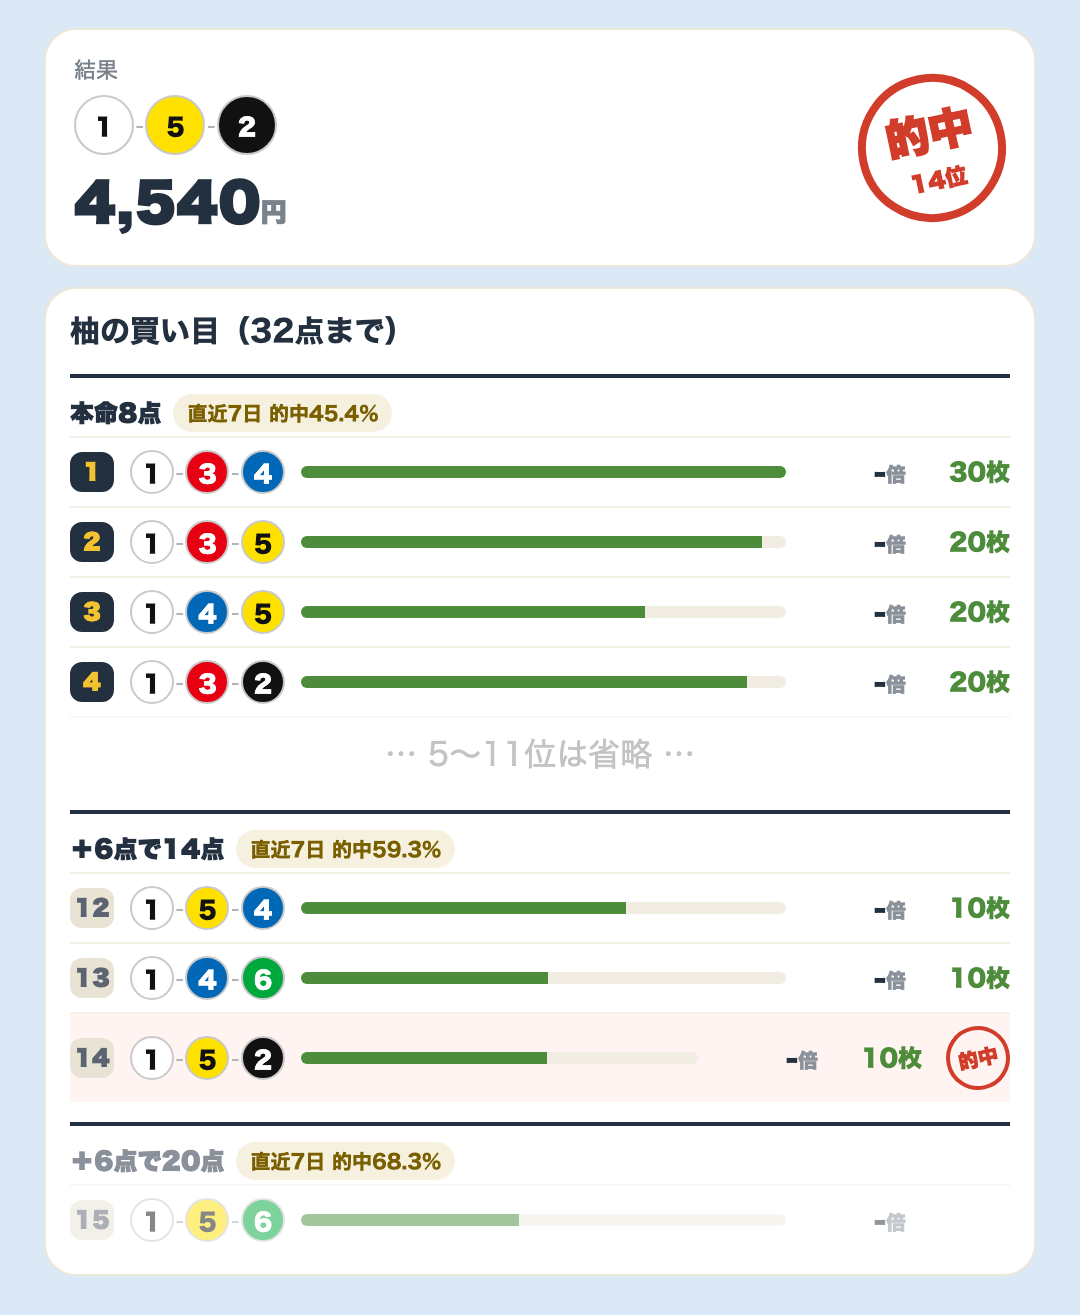 結果
1-5-2
4,540円
的中
14位
柚の買い目（32点まで）
本命8点 直近7日 的中45.4%
1 1-3-4 -倍 30枚
2 1-3-5 -倍 20枚
3 1-4-5 -倍 20枚
4 1-3-2 -倍 20枚
… 5〜11位は省略 …
+6点で14点 直近7日 的中59.3%
12 1-5-4 -倍 10枚
13 1-4-6 -倍 10枚
14 1-5-2 -倍 10枚 的中
+6点で20点 直近7日 的中68.3%
15 1-5-6 -倍